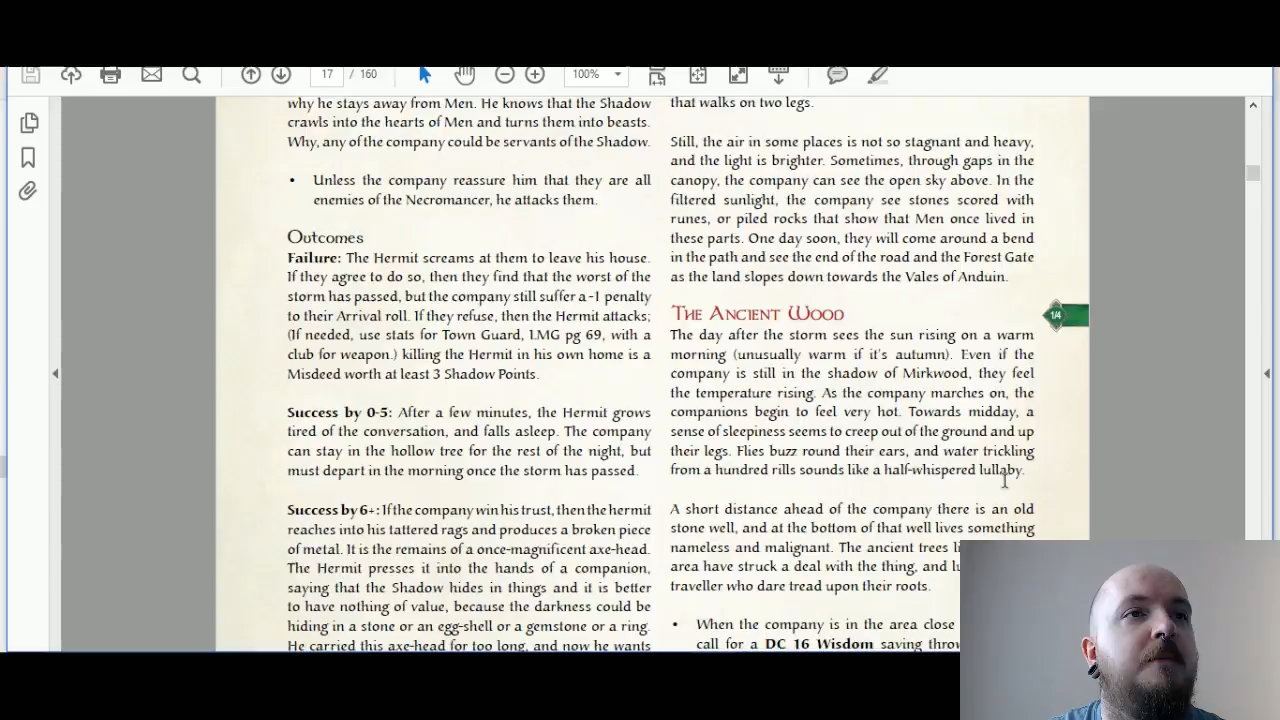 17 / 160
100%
why he stays away from Men. He knows that the Shadow
crawls into the hearts of Men and turns them into beasts.
Why, any of the company could be servants of the Shadow.
• Unless the company reassure him that they are all
enemies of the Necromancer, he attacks them.
Outcomes
Failure: The Hermit screams at them to leave his house.
If they agree to do so, then they find that the worst of the
storm has passed, but the company still suffer a -1 penalty
to their Arrival roll. If they refuse, then the Hermit attacks;
(If needed, use stats for Town Guard, LMG pg 69, with a
club for weapon.) killing the Hermit in his own home is a
Misdeed worth at least 3 Shadow Points.
Success by 0-5: After a few minutes, the Hermit grows
tired of the conversation, and falls asleep. The company
can stay in the hollow tree for the rest of the night, but
must depart in the morning once the storm has passed.
Success by 6+: If the company win his trust, then the hermit
reaches into his tattered rags and produces a broken piece
of metal. It is the remains of a once-magnificent axe-head.
The Hermit presses it into the hands of a companion,
saying that the Shadow hides in things and it is better
to have nothing of value, because the darkness could be
hiding in a stone or an egg-shell or a gemstone or a ring.
He carried this axe-head for too long, and now he wants
that walks on two legs.
Still, the air in some places is not so stagnant and heavy,
and the light is brighter. Sometimes, through gaps in the
canopy, the company can see the open sky above. In the
filtered sunlight, the company see stones scored with
runes, or piled rocks that show that Men once lived in
these parts. One day soon, they will come around a bend
in the path and see the end of the road and the Forest Gate
as the land slopes down towards the Vales of Anduin.
The Ancient Wood
The day after the storm sees the sun rising on a warm
morning (unusually warm if it's autumn). Even if the
company is still in the shadow of Mirkwood, they feel
the temperature rising. As the company marches on, the
companions begin to feel very hot. Towards midday, a
sense of sleepiness seems to creep out of the ground and up
their legs. Flies buzz round their ears, and water trickling
from a hundred rills sounds like a half-whispered lullaby.
A short distance ahead of the company there is an old
stone well, and at the bottom of that well lives something
nameless and malignant. The ancient trees
area have struck a deal with the thing, and
traveller who dare tread upon their roots.
• When the company is in the area close
call for a DC 16 Wisdom saving
1/4